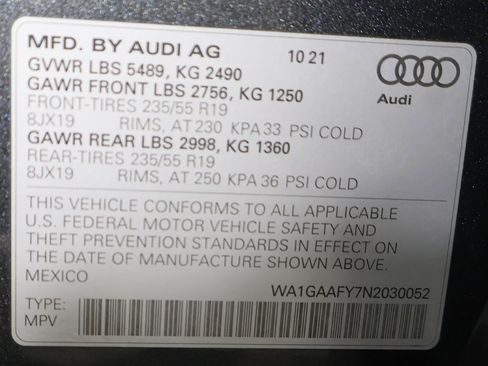 MFD. BY AUDI AG 10 21
GVWR LBS 5489, KG 2490
GAWR FRONT LBS 2756, KG 1250
FRONT-TIRES 235/55 R19
8JX19 RIMS, AT 230 KPA 33 PSI COLD
GAWR REAR LBS 2998, KG 1360
REAR-TIRES 235/55 R19
8JX19 RIMS, AT 250 KPA 36 PSI COLD
Audi
THIS VEHICLE CONFORMS TO ALL APPLICABLE
U.S. FEDERAL MOTOR VEHICLE SAFETY AND
THEFT PREVENTION STANDARDS IN EFFECT ON
THE DATE OF MANUFACTURE SHOWN ABOVE.
MEXICO
WA1GAAFY7N2030052
TYPE:
MPV